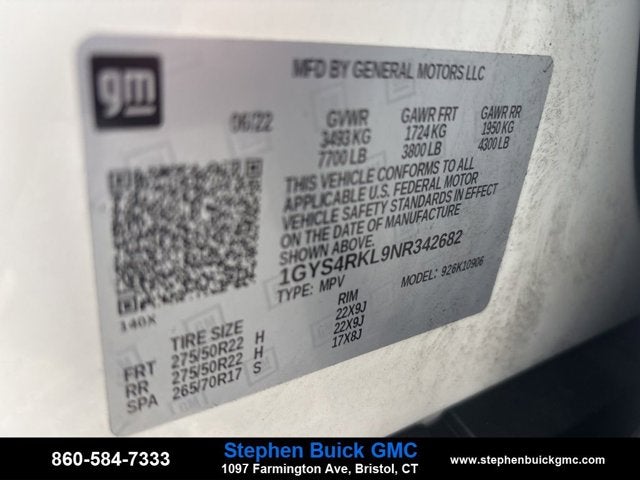 gm
MFD BY GENERAL MOTORS LLC
06/22 GVWR GAWR FRT GAWR RR
3493 KG 1724 KG 1950 KG
7700 LB 3800 LB 4300 LB
THIS VEHICLE CONFORMS TO ALL
APPLICABLE U.S. FEDERAL MOTOR
VEHICLE SAFETY STANDARDS IN EFFECT
ON THE DATE OF MANUFACTURE
SHOWN ABOVE.
1GYS4RKL9NR342682
TYPE: MPV MODEL: 926K10906
140X
TIRE SIZE RIM
FRT 275/50R22 H 22X9J
RR 275/50R22 H 22X9J
SPA 265/70R17 S 17X8J
860-584-7333
Stephen Buick GMC
1097 Farmington Ave, Bristol, CT
www.stephenbuickgmc.com